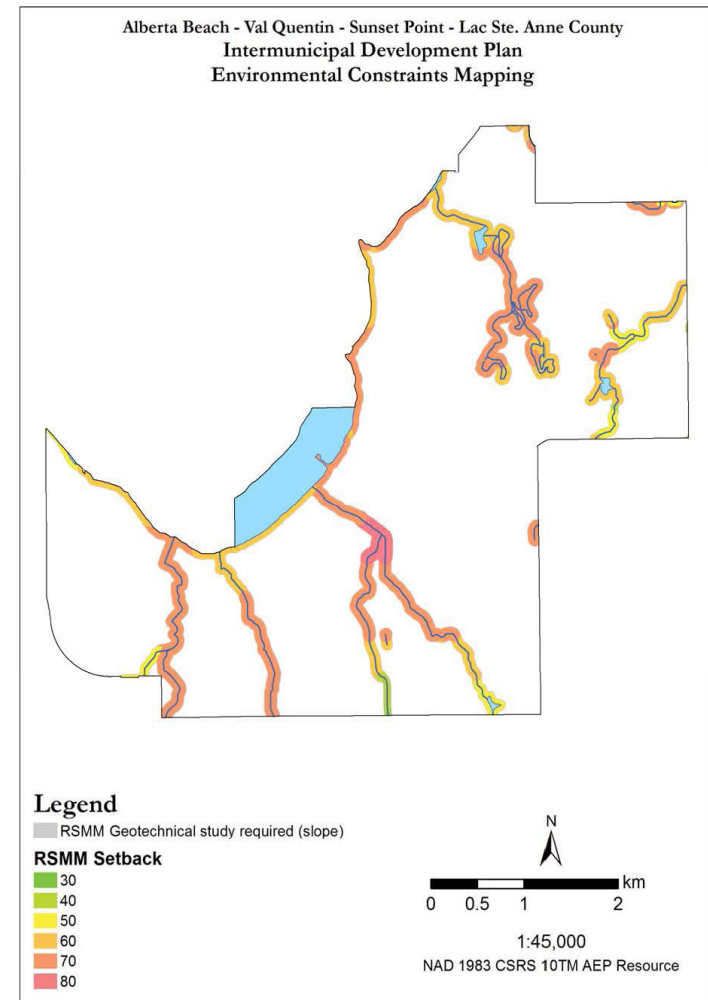 Alberta Beach - Val Quentin - Sunset Point - Lac Ste. Anne County
Intermunicipal Development Plan
Environmental Constraints Mapping
Legend
RSMM Geotechnical study required (slope)
RSMM Setback
30
40
50
60
70
80
N
km
0 0.5 1 2
1:45,000
NAD 1983 CSRS 10TM AEP Resource